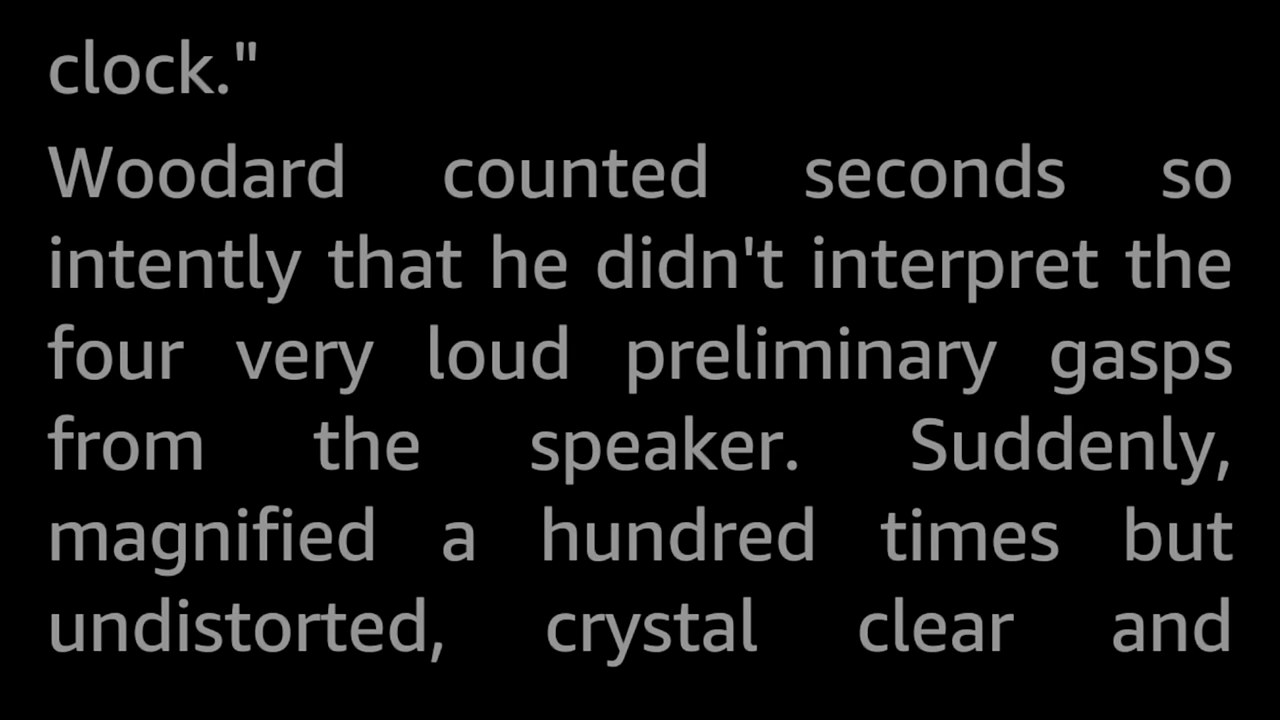 clock."
Woodard counted seconds so
intently that he didn't interpret the
four very loud preliminary gasps
from the speaker. Suddenly,
magnified a hundred times but
undistorted, crystal clear and